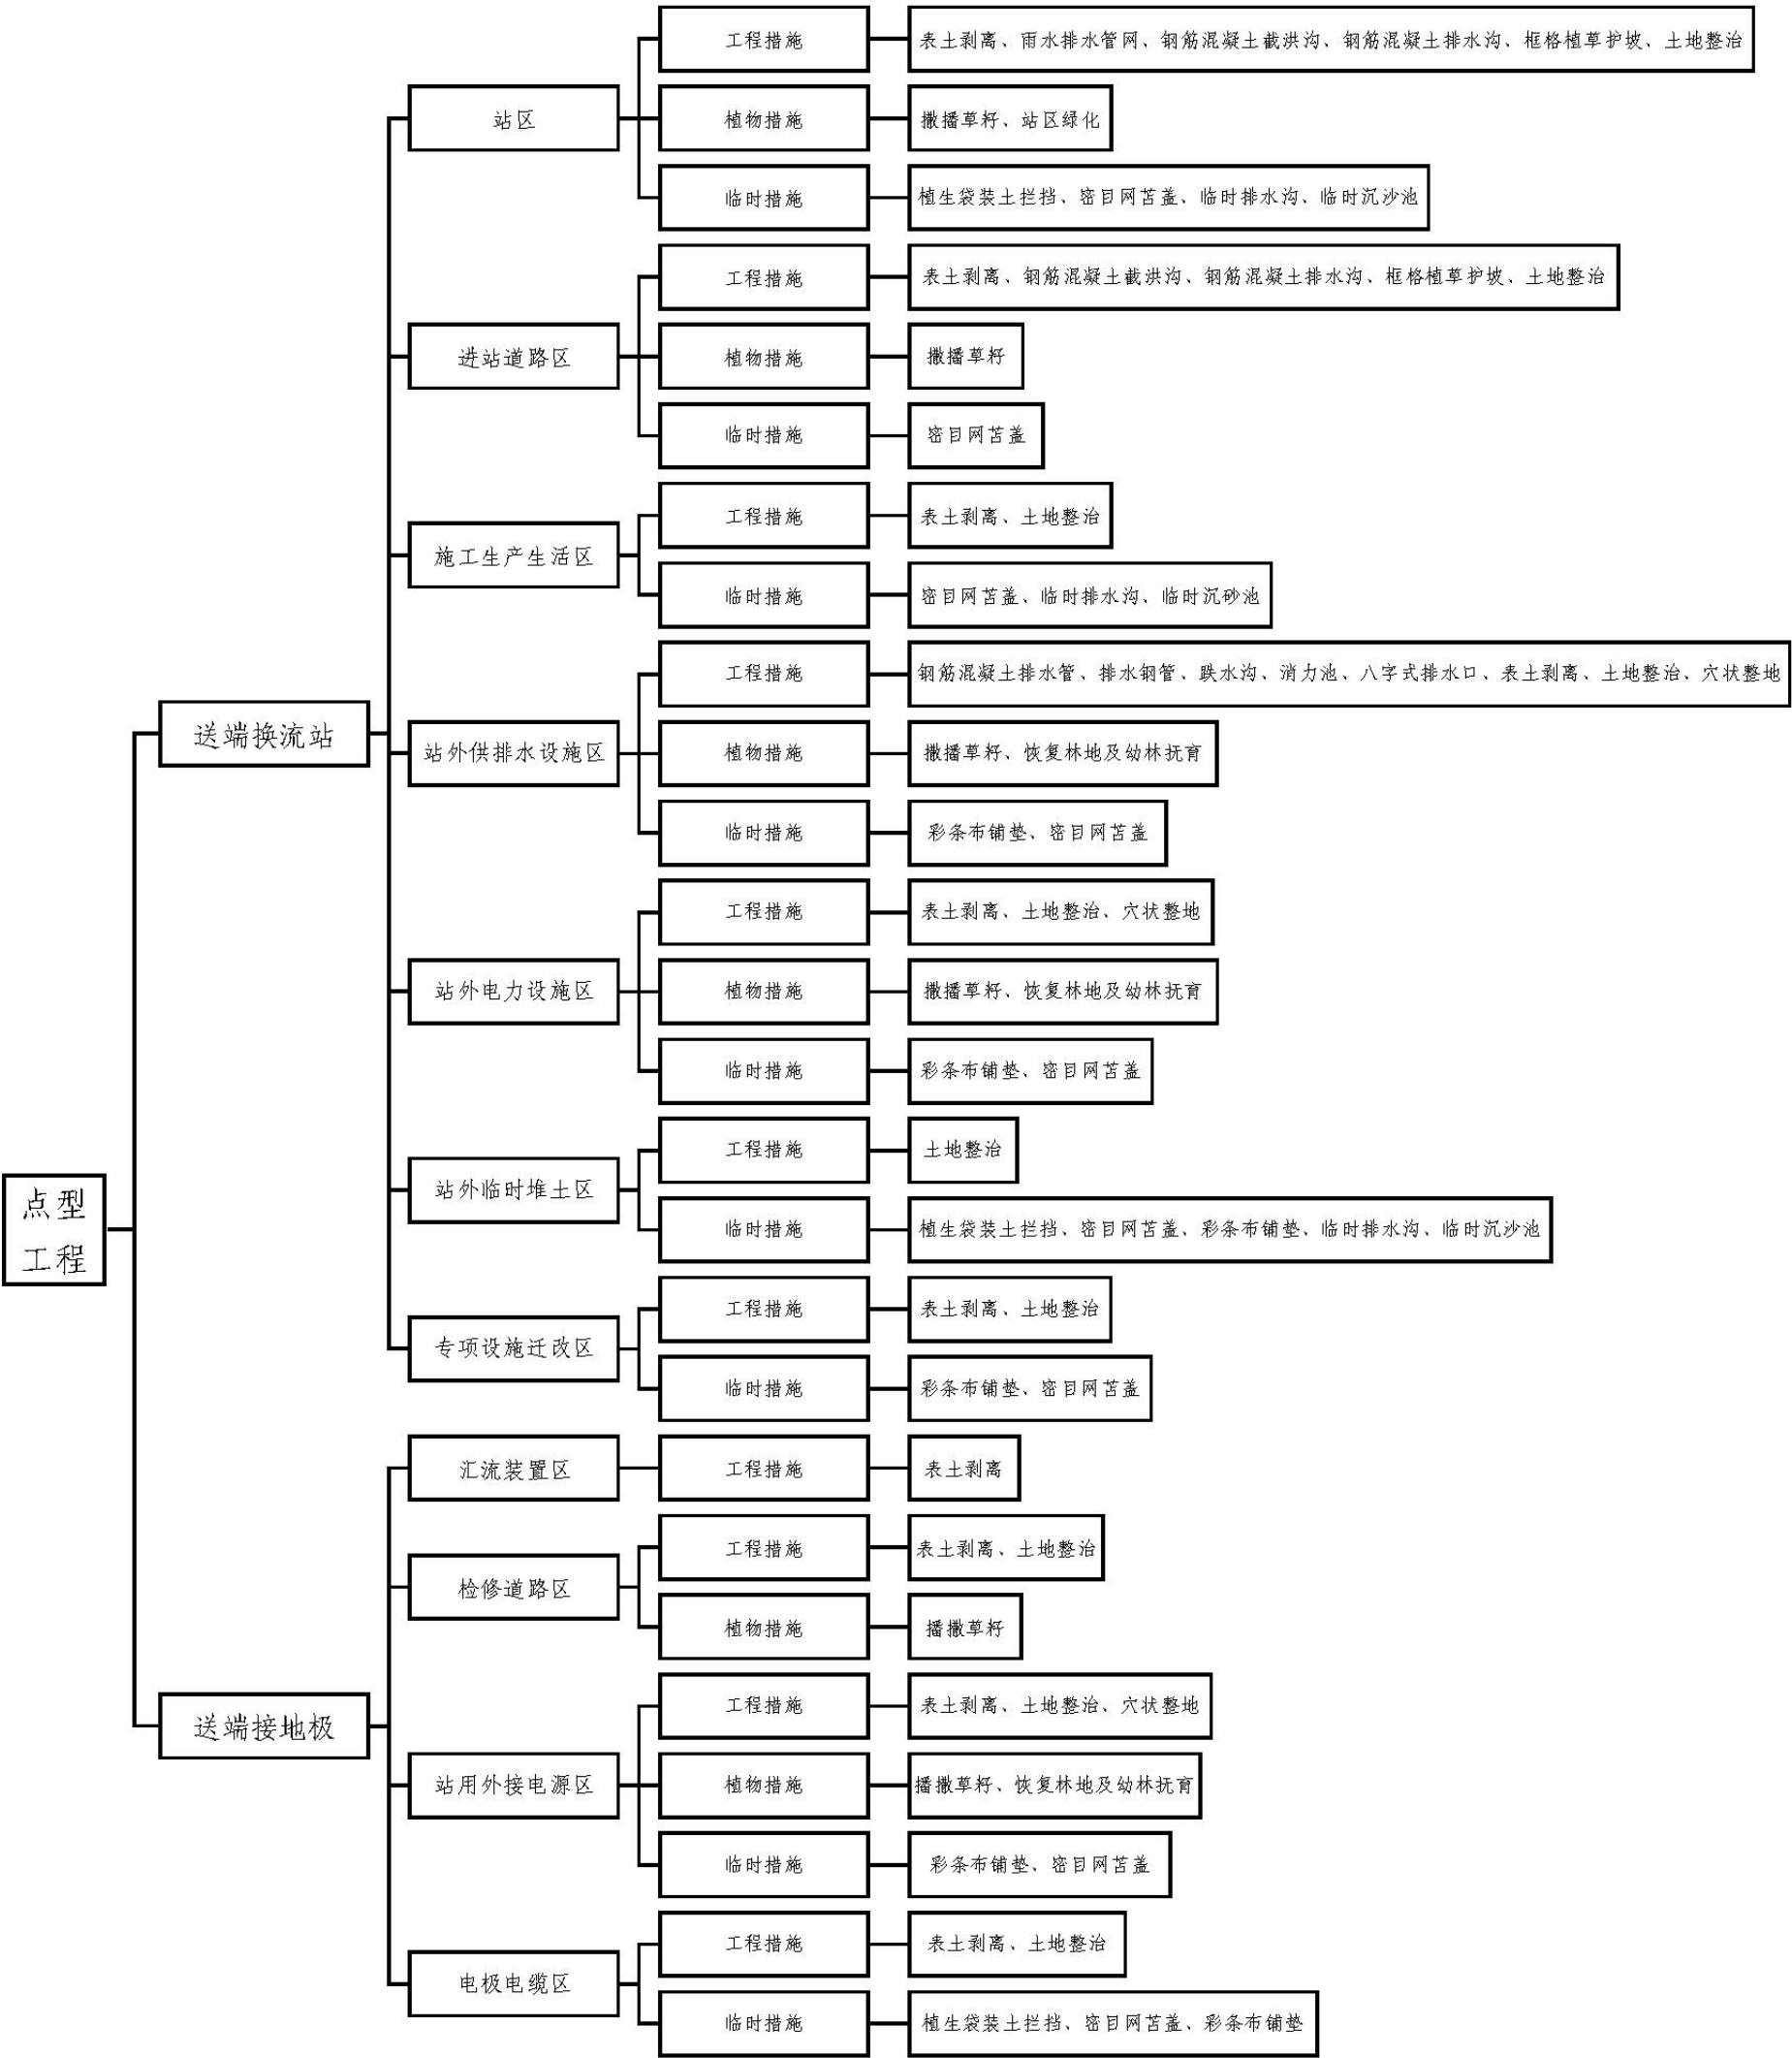 点型
工程
送端换流站
站区
工程措施
表土剥离、雨水排水管网、钢筋混凝土截洪沟、钢筋混凝土排水沟、框格植草护坡、土地整治
植物措施
撒播草籽、站区绿化
临时措施
植生袋装土拦挡、密目网苫盖、临时排水沟、临时沉沙池
进站道路区
工程措施
表土剥离、钢筋混凝土截洪沟、钢筋混凝土排水沟、框格植草护坡、土地整治
植物措施
撒播草籽
临时措施
密目网苫盖
施工生产生活区
工程措施
表土剥离、土地整治
临时措施
密目网苫盖、临时排水沟、临时沉砂池
站外供排水设施区
工程措施
钢筋混凝土排水管、排水钢管、跌水沟、消力池、八字式排水口、表土剥离、土地整治、穴状整地
植物措施
撒播草籽、恢复林地及幼林抚育
临时措施
彩条布铺垫、密目网苫盖
站外电力设施区
工程措施
表土剥离、土地整治、穴状整地
植物措施
撒播草籽、恢复林地及幼林抚育
临时措施
彩条布铺垫、密目网苫盖
站外临时堆土区
工程措施
土地整治
临时措施
植生袋装土拦挡、密目网苫盖、彩条布铺垫、临时排水沟、临时沉沙池
专项设施迁改区
工程措施
表土剥离、土地整治
临时措施
彩条布铺垫、密目网苫盖
送端接地极
汇流装置区
工程措施
表土剥离
检修道路区
工程措施
表土剥离、土地整治
植物措施
播撒草籽
站用外接电源区
工程措施
表土剥离、土地整治、穴状整地
植物措施
播撒草籽、恢复林地及幼林抚育
临时措施
彩条布铺垫、密目网苫盖
电极电缆区
工程措施
表土剥离、土地整治
临时措施
植生袋装土拦挡、密目网苫盖、彩条布铺垫